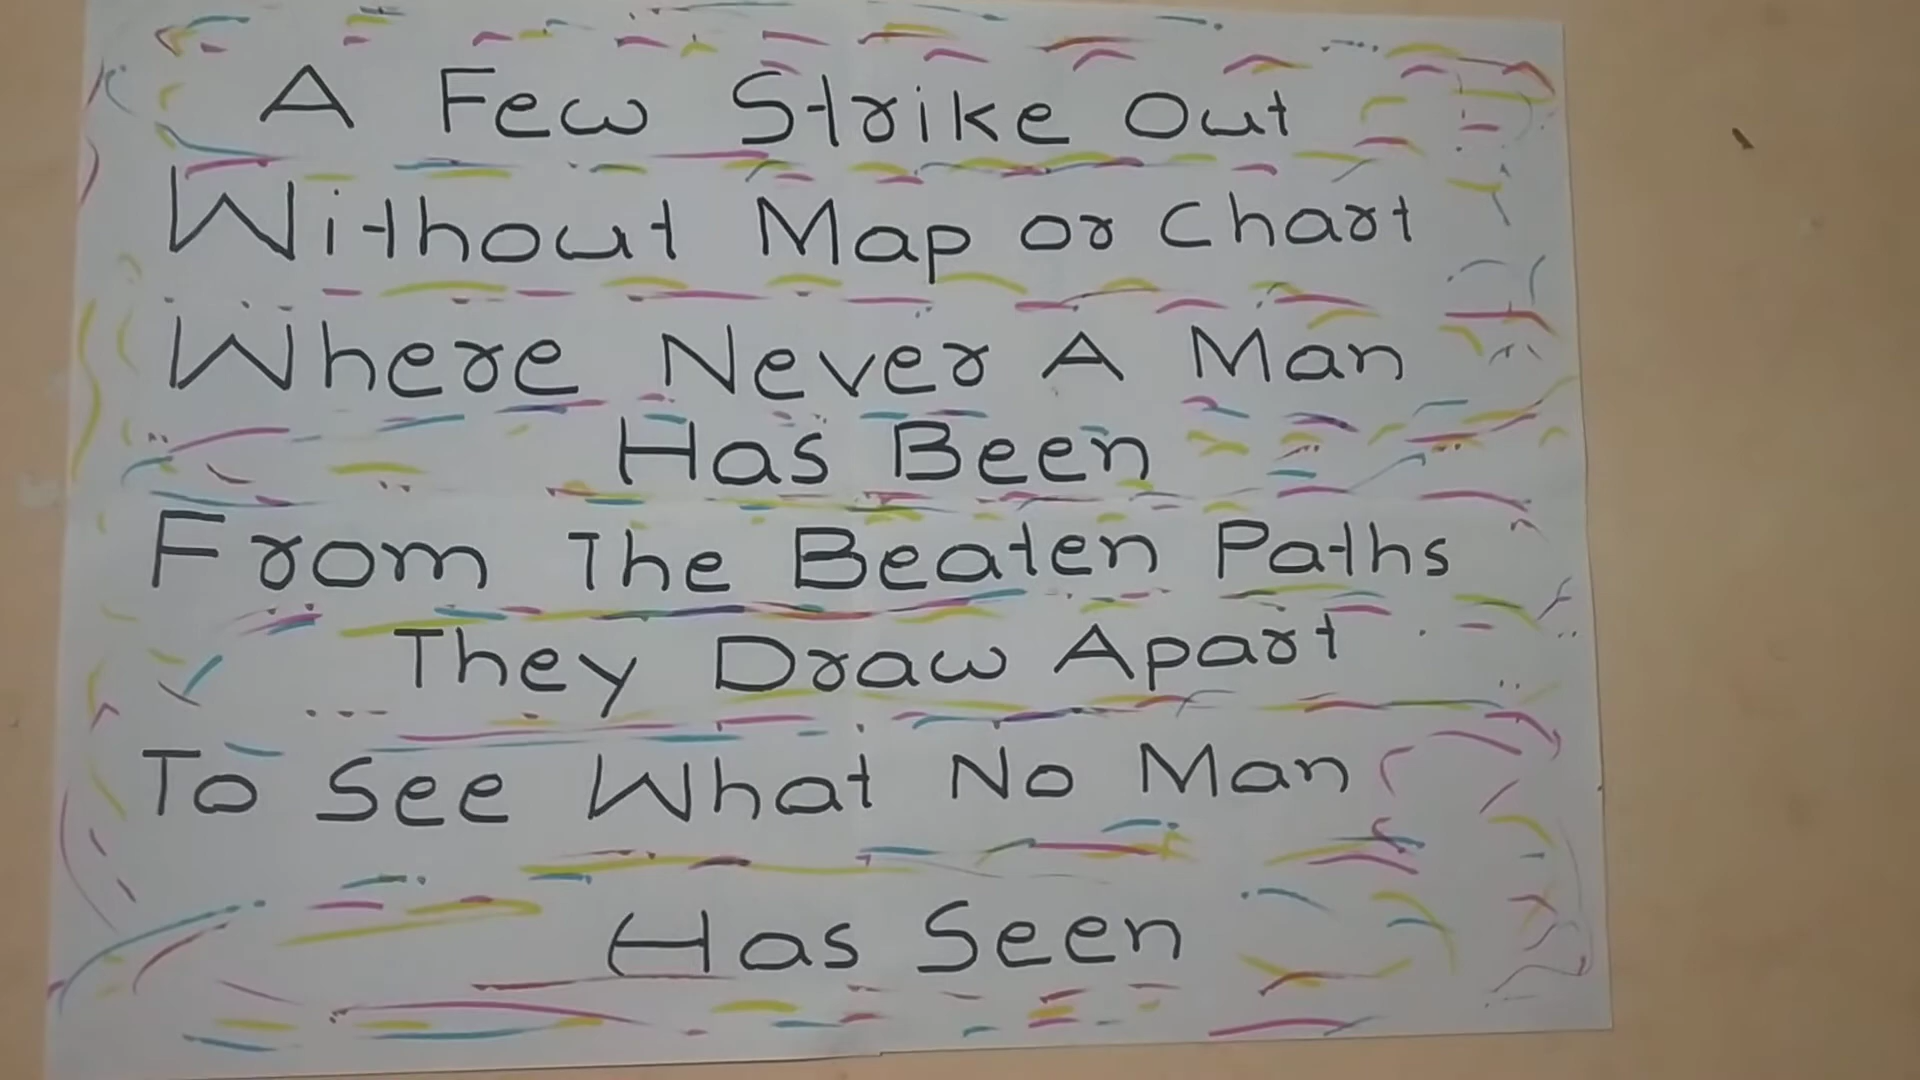 A Few Strike Out
Without Map or Chart
Where Never A Man
Has Been
From The Beaten Paths
They Draw Apart
To See What No Man
Has Seen